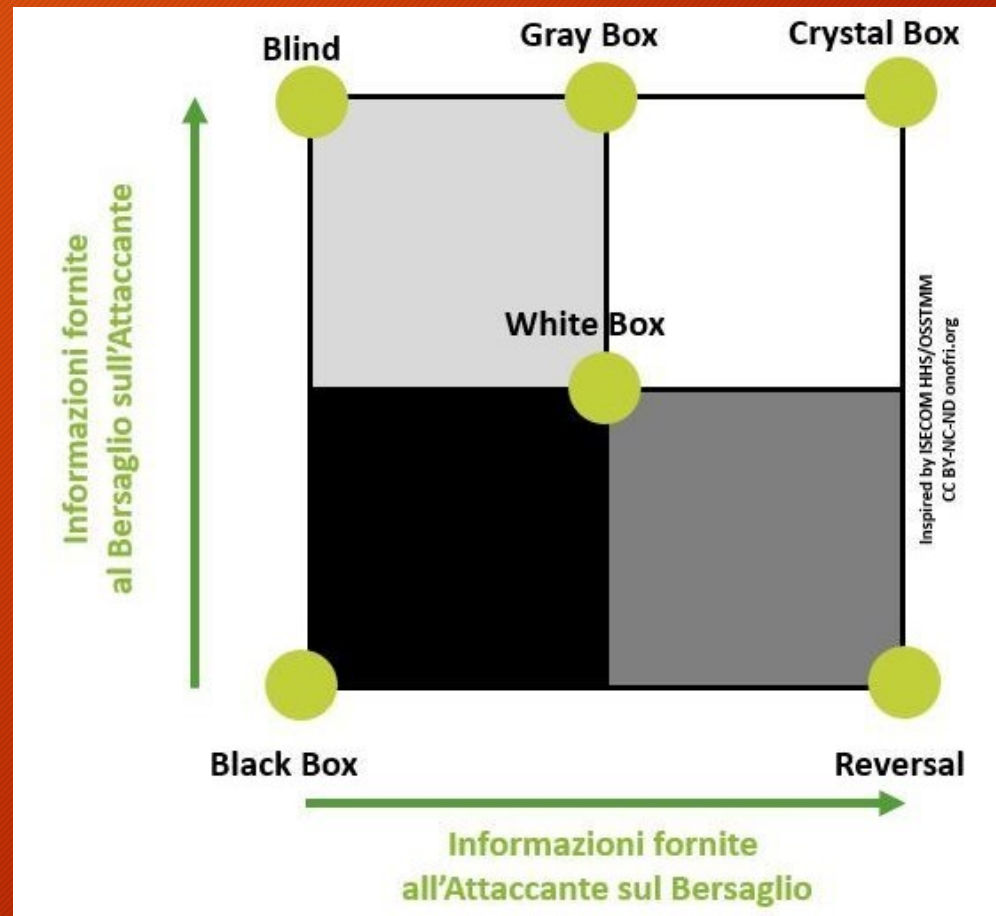 Blind
Gray Box
Crystal Box
Informazioni fornite
al Bersaglio sull'Attaccante
White Box
Inspired by ISECOM HHS/OSSTMM
CC BY-NC-ND onofri.org
Black Box
Reversal
Informazioni fornite
all'Attaccante sul Bersaglio